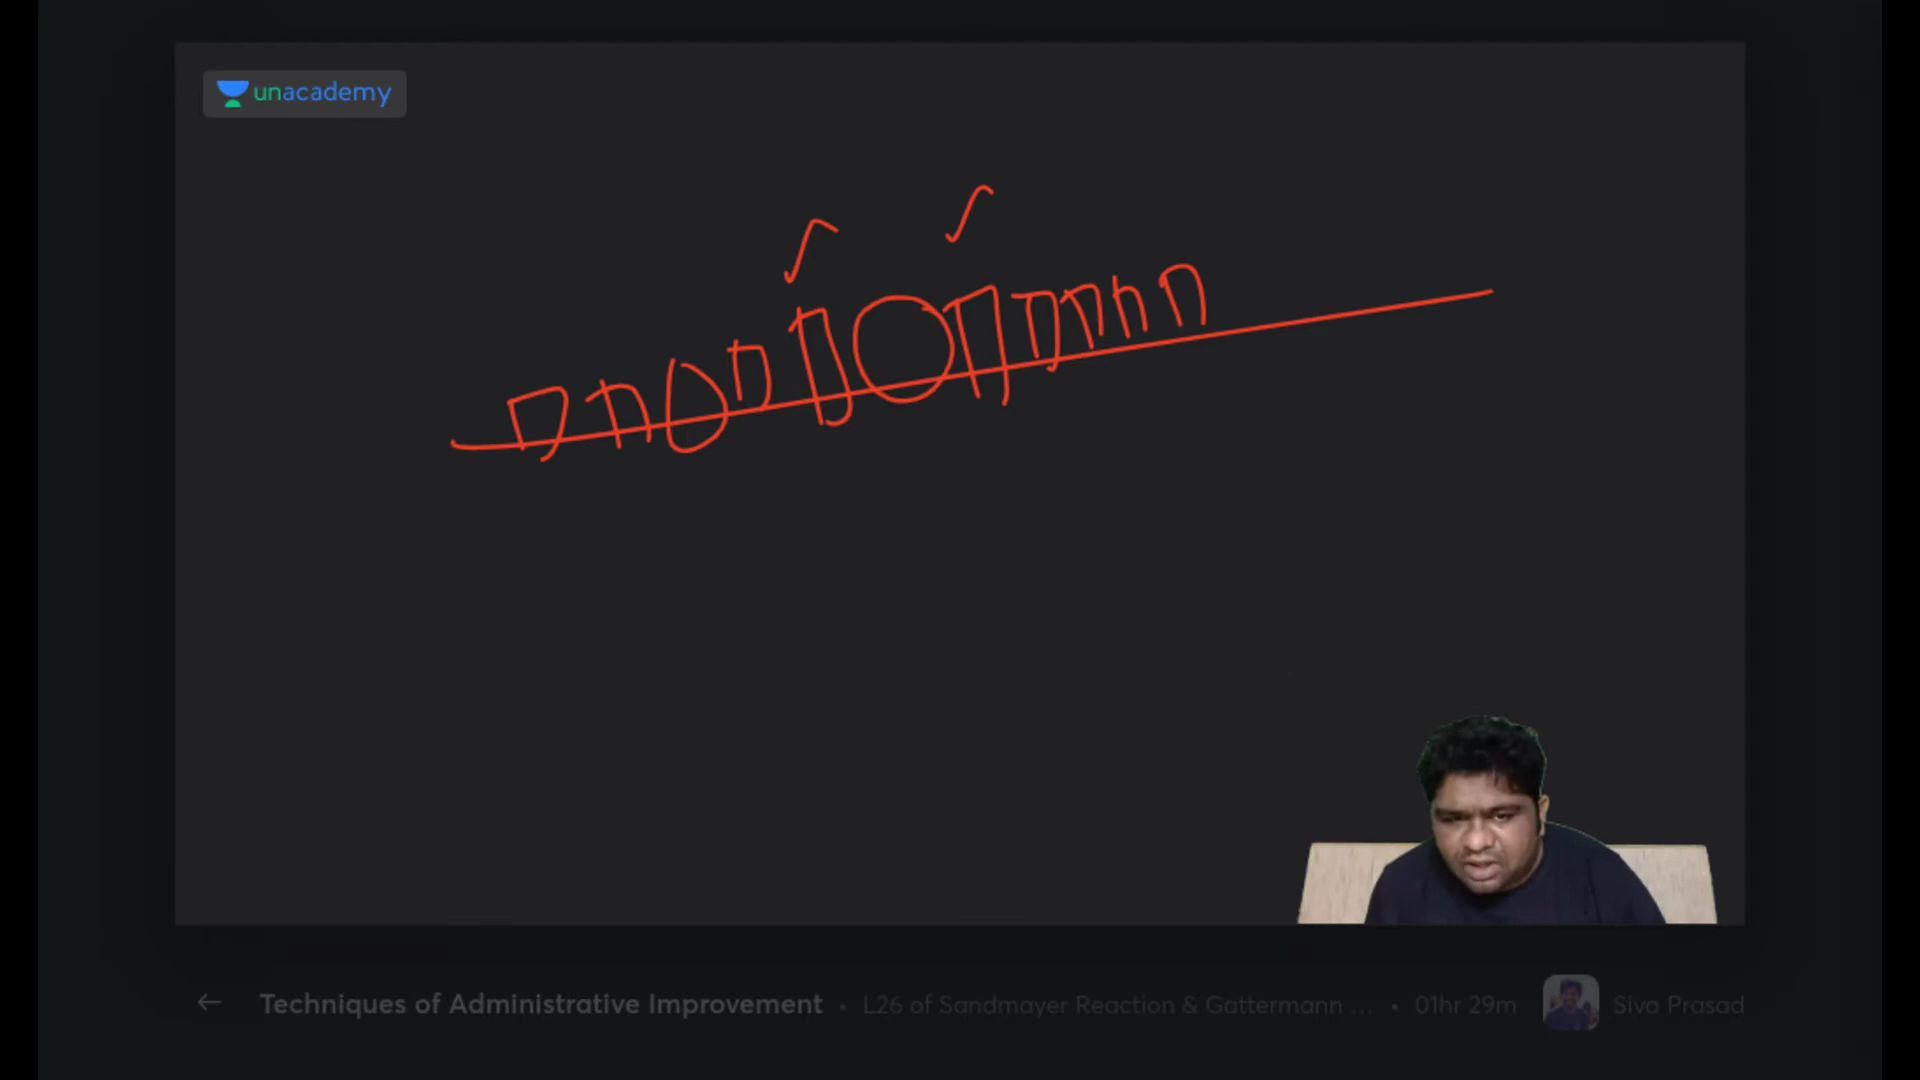 unacademy
Techniques of Administrative Improvement • L26 of Sandmayer Reaction & Gattermann ... • 01hr 29m Siva Prasad